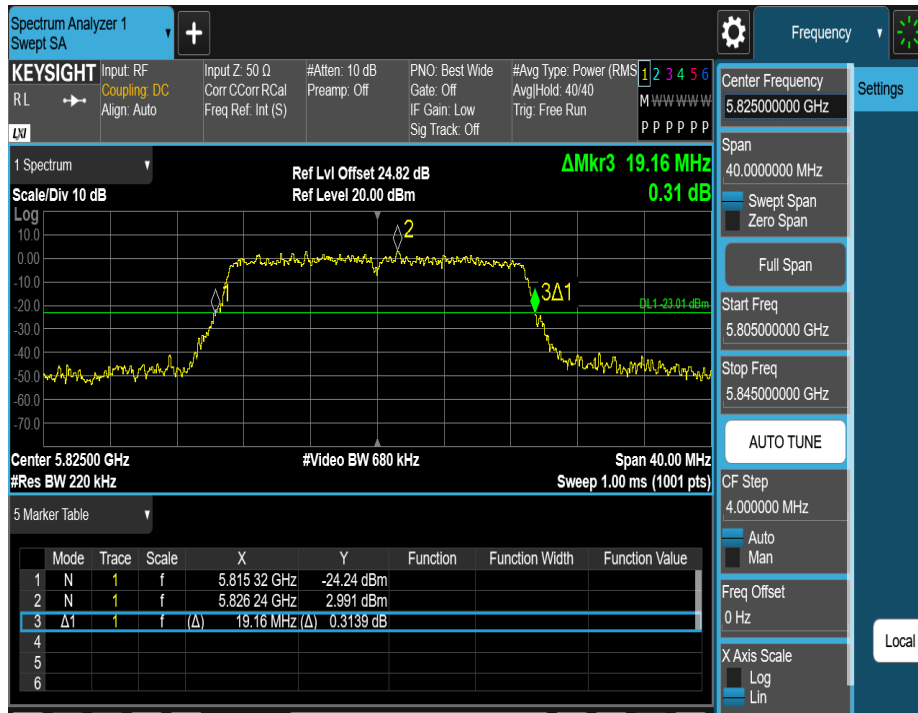 Spectrum Analyzer 1
Swept SA
+
Frequency
KEYSIGHT
R L
LXI
Input: RF
Coupling: DC
Align: Auto
Input Z: 50 Ω
Corr CCorr RCal
Freq Ref: Int (S)
#Atten: 10 dB
Preamp: Off
PNO: Best Wide
Gate: Off
IF Gain: Low
Sig Track: Off
#Avg Type: Power (RMS
Avg|Hold: 40/40
Trig: Free Run
1 2 3 4 5 6
M W W W W W
P P P P P P
Settings
1 Spectrum
Scale/Div 10 dB
Ref Lvl Offset 24.82 dB
Ref Level 20.00 dBm
ΔMkr3 19.16 MHz
0.31 dB
Log
10.0
0.00
-10.0
-20.0
-30.0
-40.0
-50.0
-60.0
-70.0
1
2
3Δ1
DL1 -23.01 dBm
Center 5.82500 GHz
#Res BW 220 kHz
#Video BW 680 kHz
Span 40.00 MHz
Sweep 1.00 ms (1001 pts)
5 Marker Table
Mode Trace Scale X Y Function Function Width Function Value
1 N 1 f 5.815 32 GHz -24.24 dBm
2 N 1 f 5.826 24 GHz 2.991 dBm
3 Δ1 1 f (Δ) 19.16 MHz (Δ) 0.3139 dB
4
5
6
Center Frequency
5.825000000 GHz
Span
40.0000000 MHz
Swept Span
Zero Span
Full Span
Start Freq
5.805000000 GHz
Stop Freq
5.845000000 GHz
AUTO TUNE
CF Step
4.000000 MHz
Auto
Man
Freq Offset
0 Hz
X Axis Scale
Log
Lin
Local